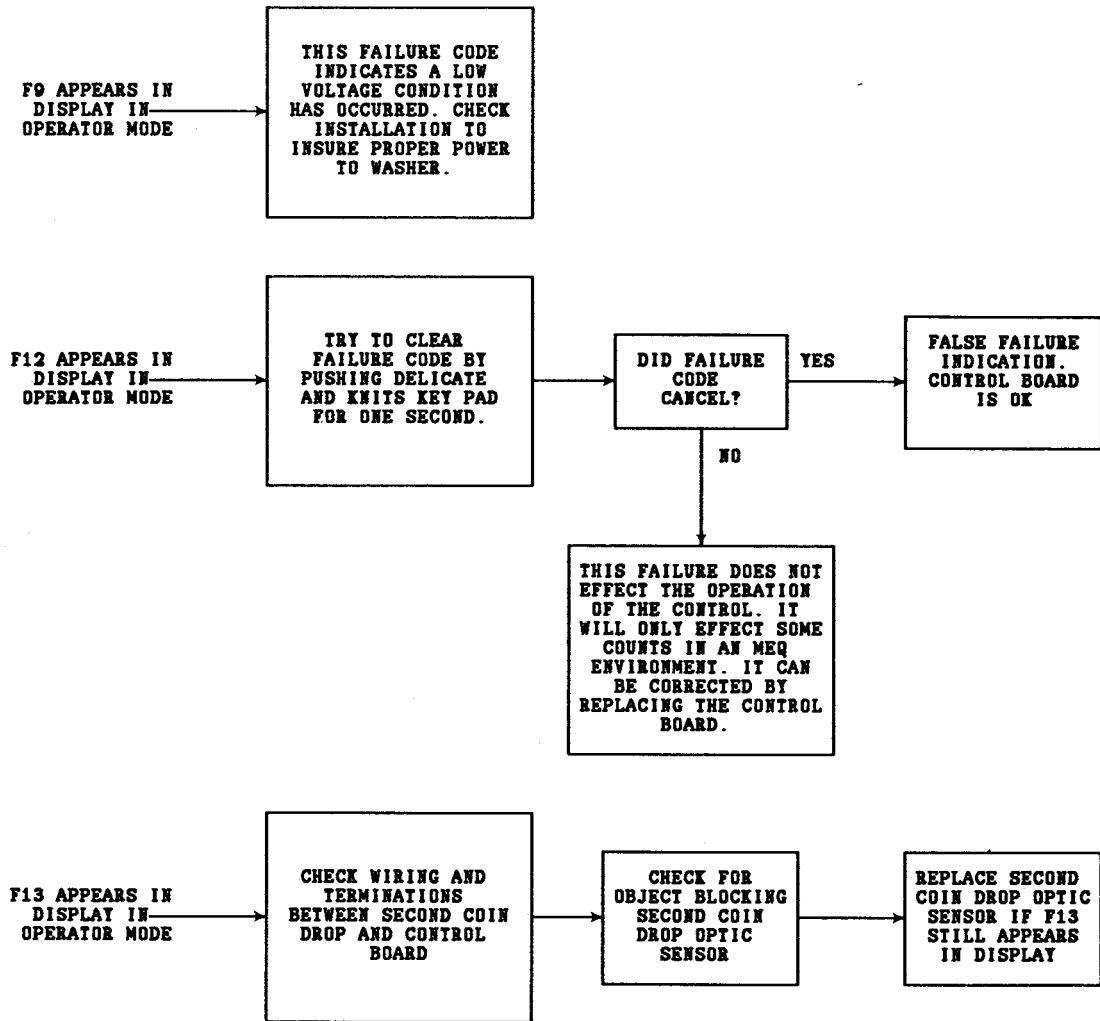 F9 APPEARS IN
DISPLAY IN
OPERATOR MODE
THIS FAILURE CODE
INDICATES A LOW
VOLTAGE CONDITION
HAS OCCURRED. CHECK
INSTALLATION TO
INSURE PROPER POWER
TO WASHER.
F12 APPEARS IN
DISPLAY IN
OPERATOR MODE
TRY TO CLEAR
FAILURE CODE BY
PUSHING DELICATE
AND KNITS KEY PAD
FOR ONE SECOND.
DID FAILURE
CODE
CANCEL?
YES
FALSE FAILURE
INDICATION.
CONTROL BOARD
IS OK
NO
THIS FAILURE DOES NOT
EFFECT THE OPERATION
OF THE CONTROL. IT
WILL ONLY EFFECT SOME
COUNTS IN AN MEQ
ENVIRONMENT. IT CAN
BE CORRECTED BY
REPLACING THE CONTROL
BOARD.
F13 APPEARS IN
DISPLAY IN
OPERATOR MODE
CHECK WIRING AND
TERMINATIONS
BETWEEN SECOND COIN
DROP AND CONTROL
BOARD
CHECK FOR
OBJECT BLOCKING
SECOND COIN
DROP OPTIC
SENSOR
REPLACE SECOND
COIN DROP OPTIC
SENSOR IF F13
STILL APPEARS
IN DISPLAY